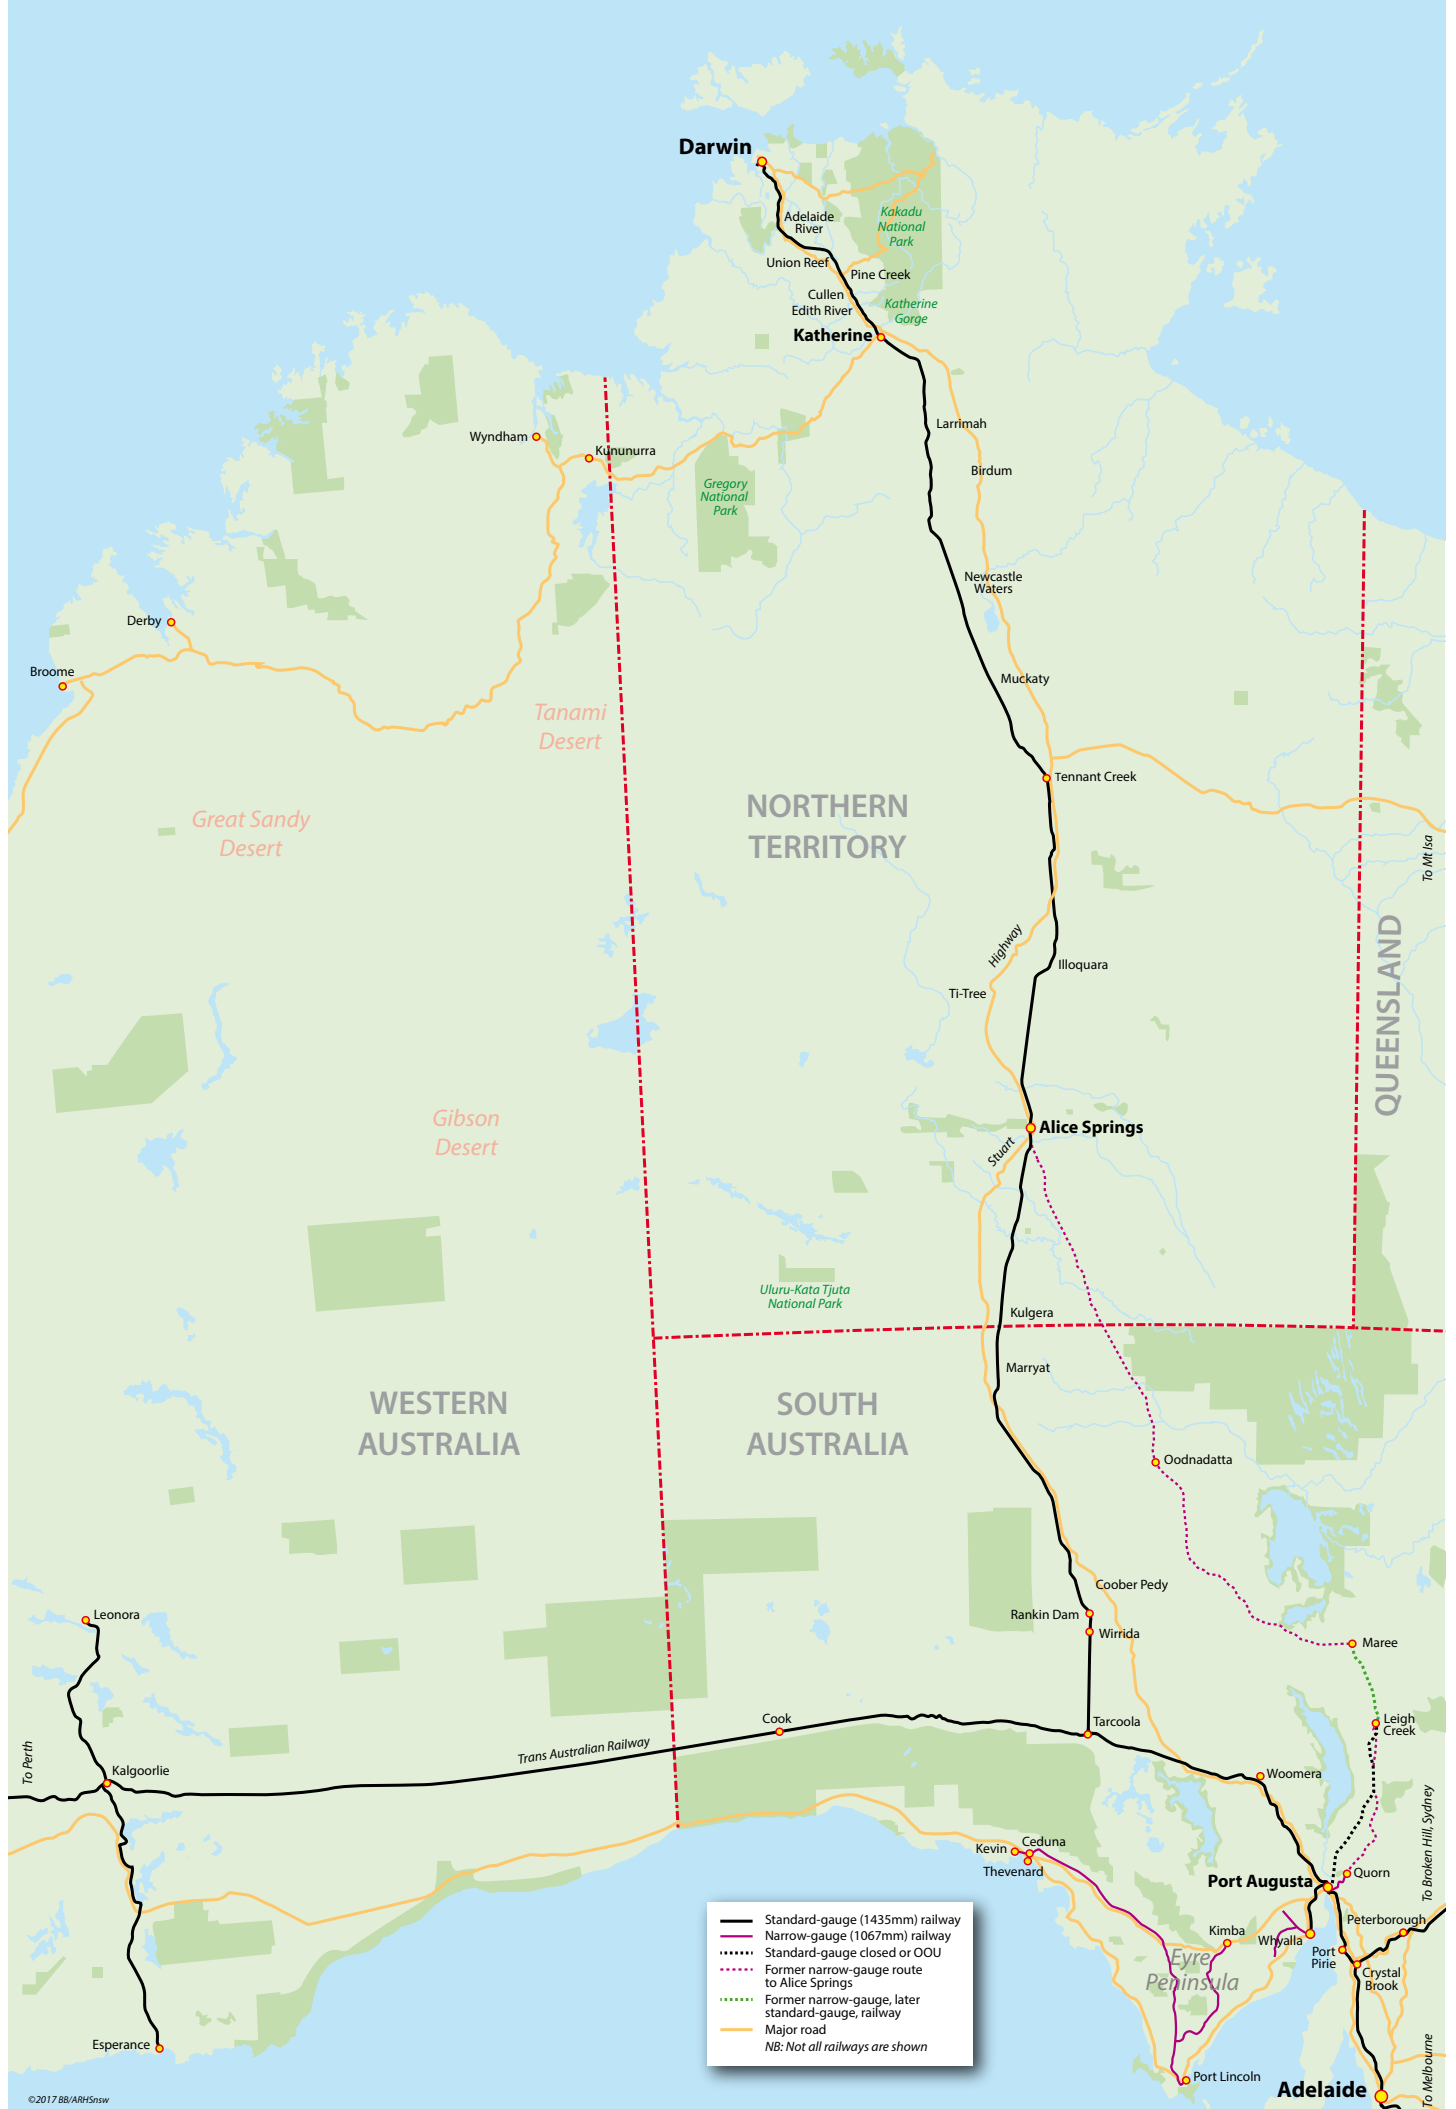 Darwin
Adelaide
River
Kakadu
National
Park
Union Reef
Pine Creek
Cullen
Edith River
Katherine
Gorge
Katherine
Larrimah
Wyndham
Kununurra
Birdum
Gregory
National
Park
Newcastle
Waters
Derby
Broome
Muckaty
Tanami
Desert
Tennant Creek
NORTHERN
TERRITORY
Great Sandy
Desert
To Mt Isa
QUEENSLAND
Highway
Illoquara
Ti-Tree
Gibson
Desert
Alice Springs
Stuart
Uluru-Kata Tjuta
National Park
Kulgera
Marryat
WESTERN
AUSTRALIA
SOUTH
AUSTRALIA
Oodnadatta
Coober Pedy
Rankin Dam
Wirrida
Leonora
Maree
Cook
Tarcoola
Leigh
Creek
Trans Australian Railway
To Perth
Kalgoorlie
Woomera
To Broken Hill, Sydney
Ceduna
Kevin
Thevenard
Quorn
Port Augusta
Peterborough
Kimba
Whyalla
Port
Pirie
Crystal
Brook
Eyre
Peninsula
Standard-gauge (1435mm) railway
Narrow-gauge (1067mm) railway
Standard-gauge closed or OOU
Former narrow-gauge route
to Alice Springs
Former narrow-gauge, later
standard-gauge, railway
Major road
NB: Not all railways are shown
Esperance
Port Lincoln
Adelaide
To Melbourne
©2017 BB/ARHSnsw